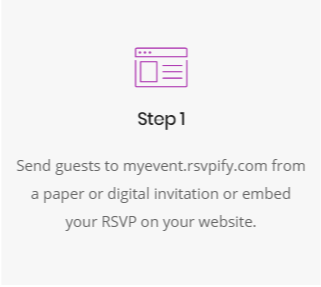 Step 1
Send guests to myevent.rsvpify.com from
a paper or digital invitation or embed
your RSVP on your website.